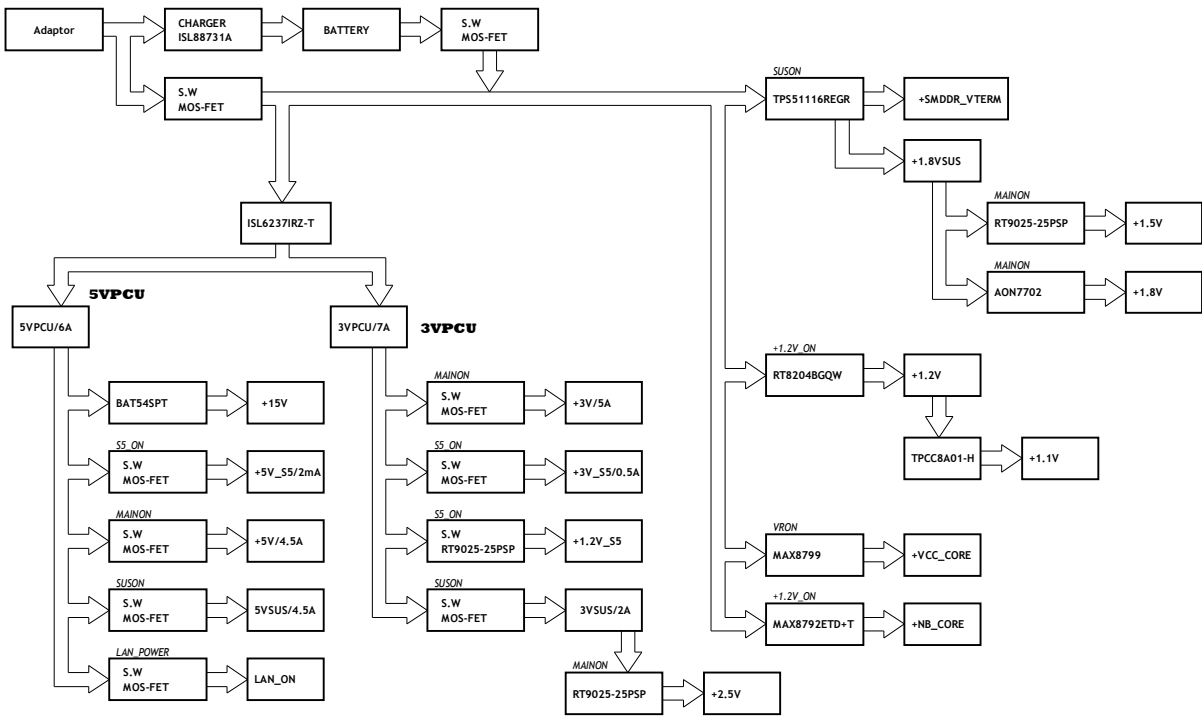 Adaptor
CHARGER
ISL88731A
BATTERY
S.W
MOS-FET
S.W
MOS-FET
SUSON
TPS51116REGR
+SMDDR_VTERM
+1.8VSUS
MAINON
RT9025-25PSP
+1.5V
MAINON
AON7702
+1.8V
ISL6237IRZ-T
5VPCU
5VPCU/6A
3VPCU/7A
3VPCU
BAT54SPT
+15V
S5_ON
S.W
MOS-FET
+5V_S5/2mA
MAINON
S.W
MOS-FET
+5V/4.5A
SUSON
S.W
MOS-FET
5VSUS/4.5A
LAN_POWER
S.W
MOS-FET
LAN_ON
MAINON
S.W
MOS-FET
+3V/5A
S5_ON
S.W
MOS-FET
+3V_S5/0.5A
S5_ON
S.W
RT9025-25PSP
+1.2V_S5
SUSON
S.W
MOS-FET
3VSUS/2A
MAINON
RT9025-25PSP
+2.5V
+1.2V_ON
RT8204BGQW
+1.2V
TPCC8A01-H
+1.1V
VRON
MAX8799
+VCC_CORE
+1.2V_ON
MAX8792ETD+T
+NB_CORE